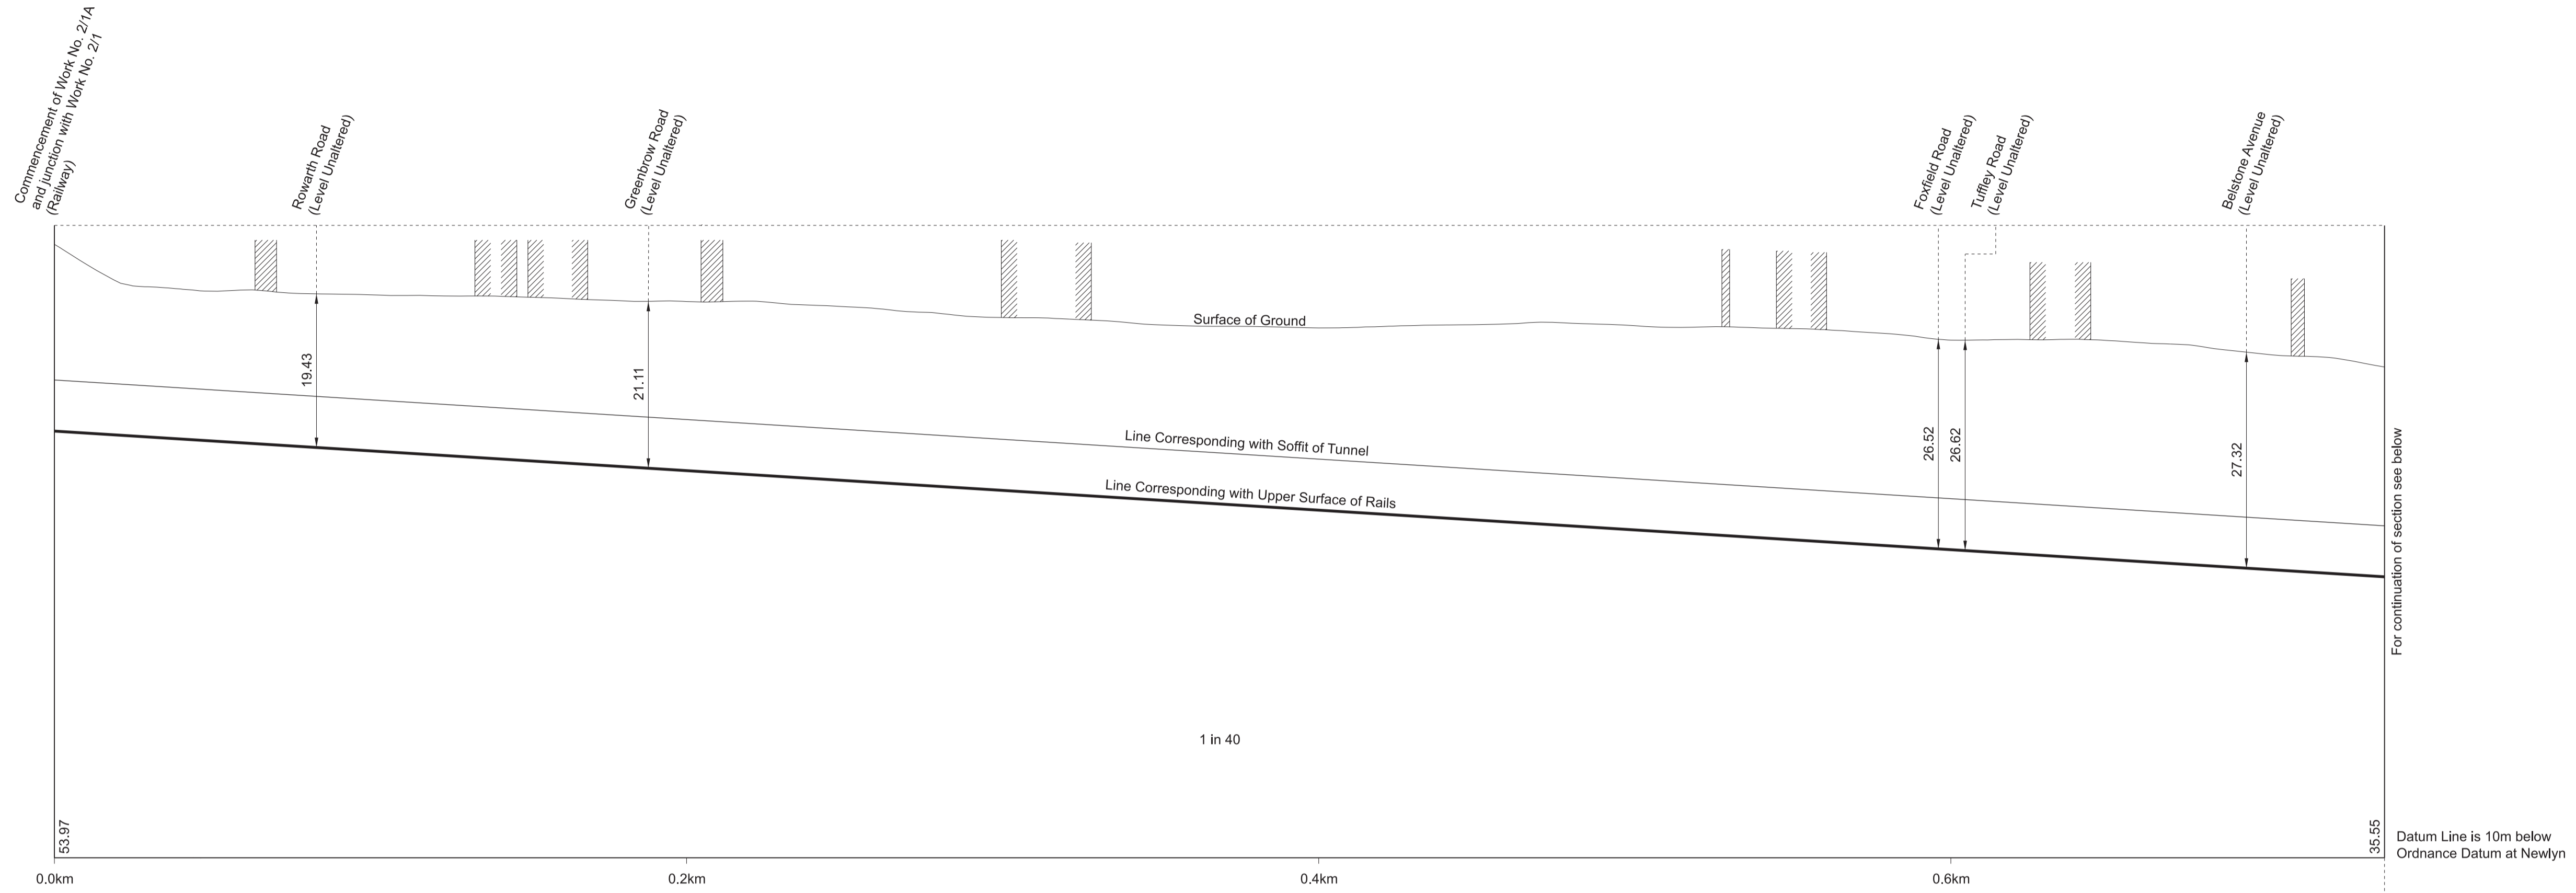 Commencement of Work No. 2/1A
and junction with Work No. 2/1
(Railway)
Rowarth Road
(Level Unaltered)
Greenbrow Road
(Level Unaltered)
Foxfield Road
(Level Unaltered)
Tuffley Road
(Level Unaltered)
Belstone Avenue
(Level Unaltered)
Surface of Ground
19.43
21.11
26.52
26.62
27.32
Line Corresponding with Soffit of Tunnel
Line Corresponding with Upper Surface of Rails
For continuation of section see below
1 in 40
53.97
35.55
Datum Line is 10m below
Ordnance Datum at Newlyn
0.0km
0.2km
0.4km
0.6km